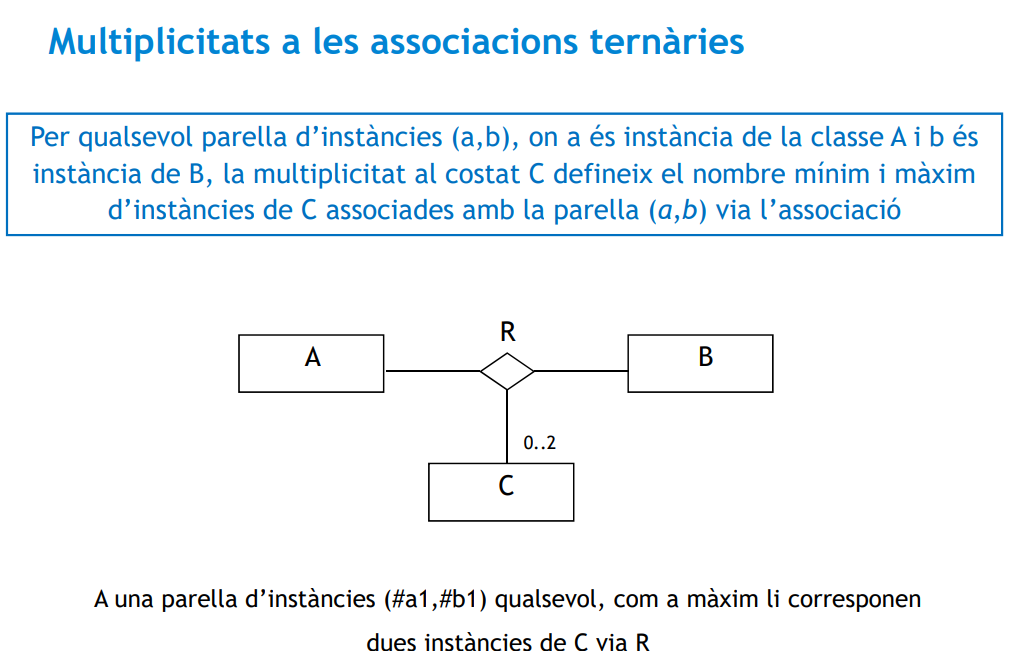 Multiplicitats a les associacions ternàries
Per qualsevol parella d’instàncies (a,b), on a és instància de la classe A i b és
instància de B, la multiplicitat al costat C defineix el nombre mínim i màxim
d’instàncies de C associades amb la parella (a,b) via l’associació
R
A
B
0..2
C
A una parella d’instàncies (#a1,#b1) qualsevol, com a màxim li corresponen
dues instàncies de C via R